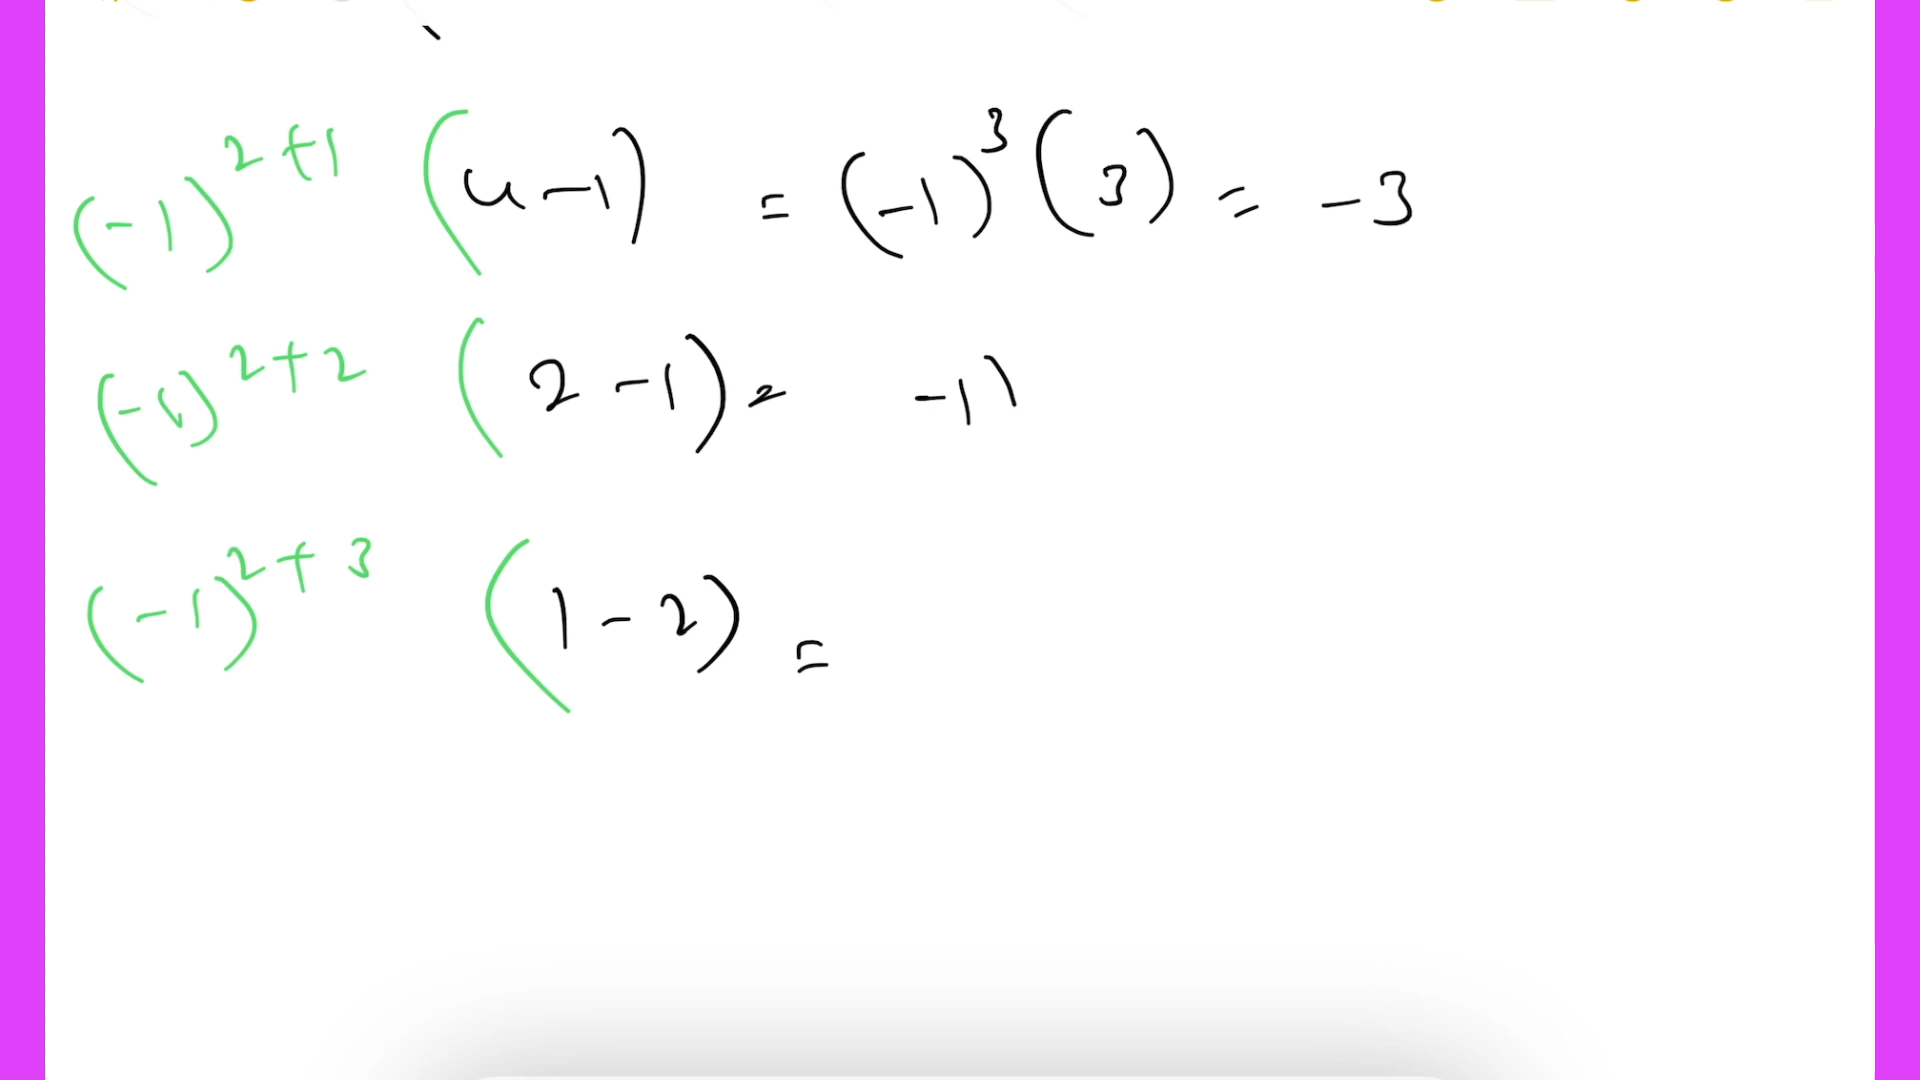 (-1)^2+1 (4-1) = (-1)^3 (3) = -3
(-1)^2+2 (2-1) = -1)
(-1)^2+3 (1-2) =